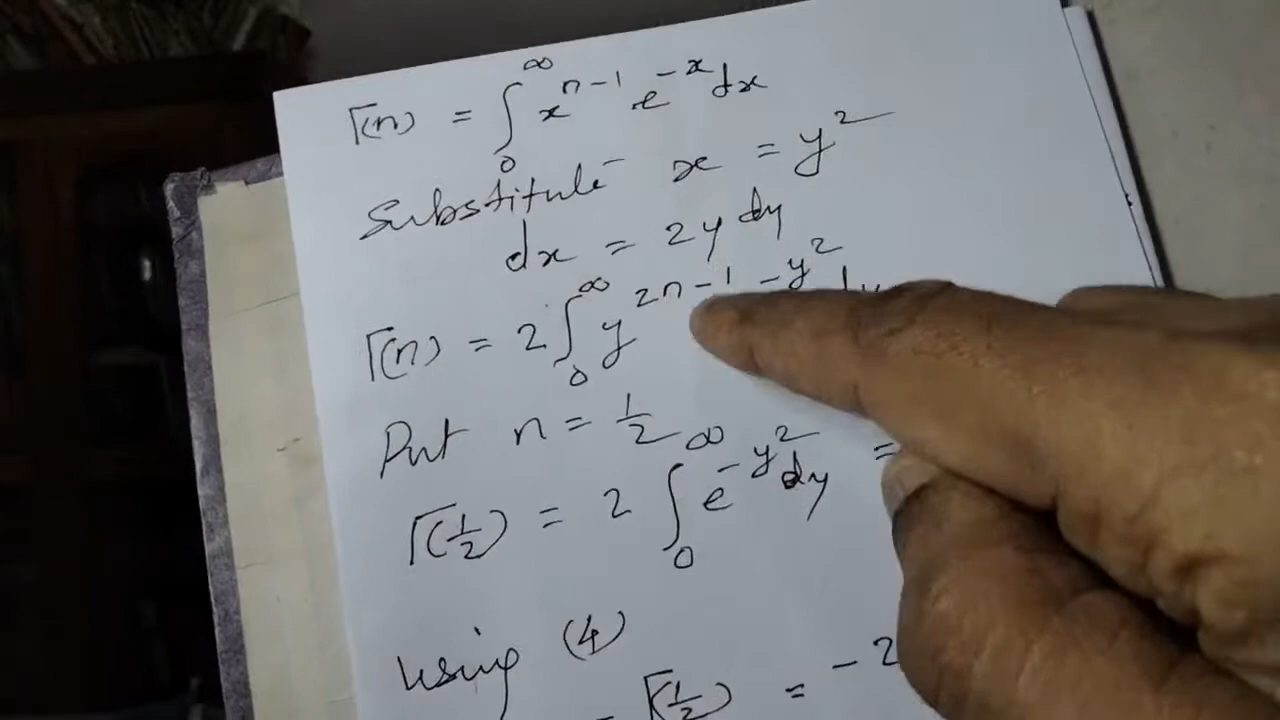 Γ(n) = ∫₀^∞ x^(n-1) e^(-x) dx
Substitute x = y²
dx = 2y dy
Γ(n) = 2 ∫₀^∞ y^(2n-1) -y²
Put n = 1/2
Γ(1/2) = 2 ∫₀^∞ e^(-y²) dy =
using (4)
Γ(1/2) = -2